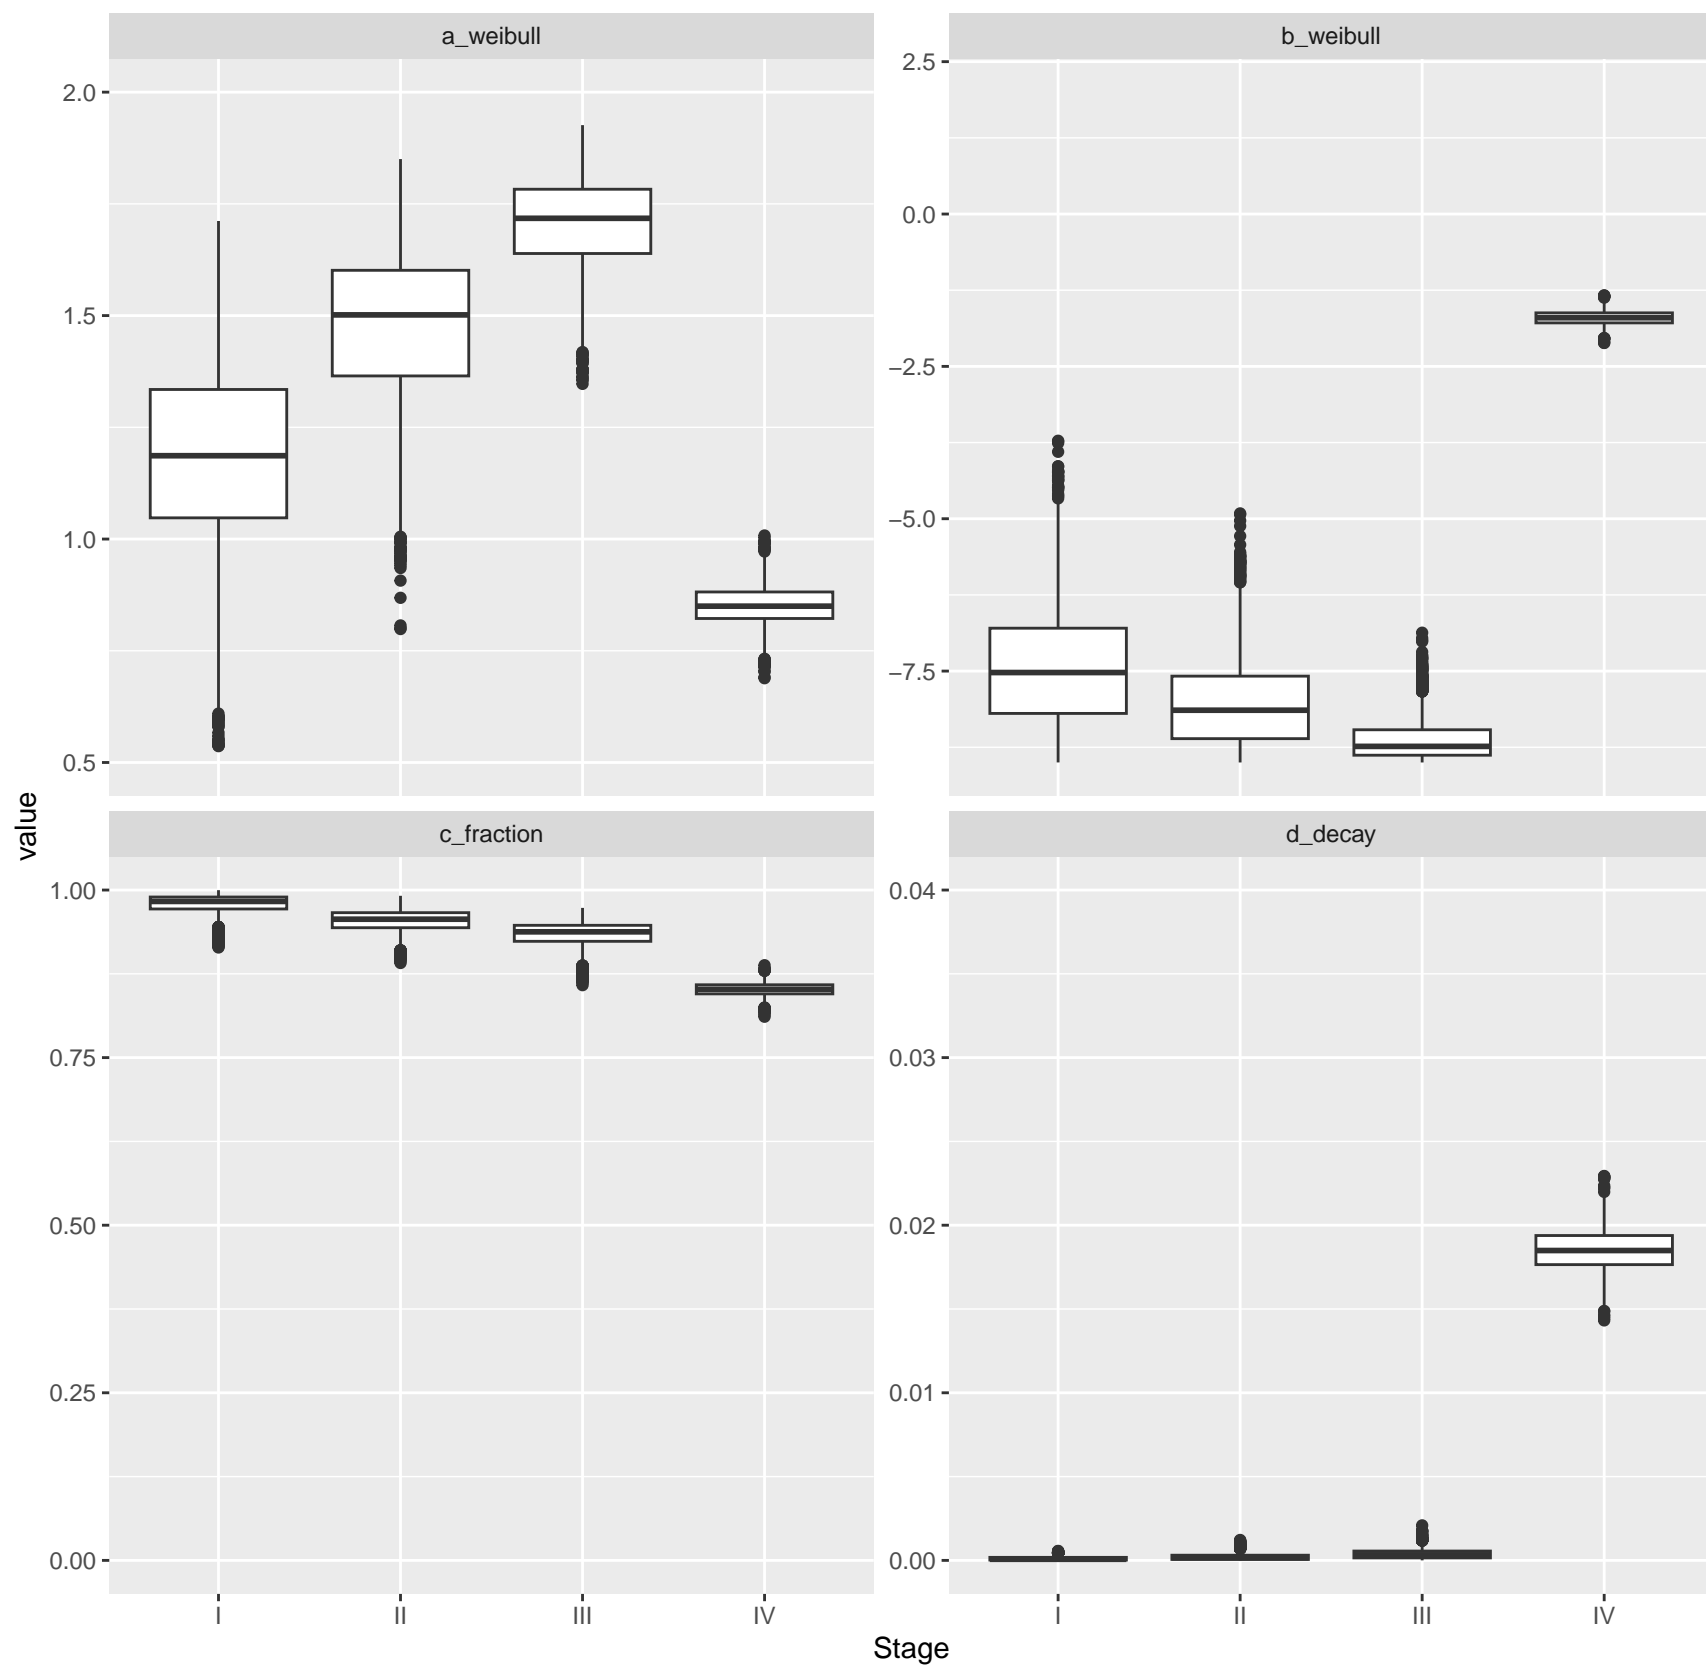 a_weibull
b_weibull
2.0
1.5
1.0
0.5
2.5
0.0
−2.5
−5.0
−7.5
value
c_fraction
d_decay
1.00
0.75
0.50
0.25
0.00
0.04
0.03
0.02
0.01
0.00
I II III IV
I II III IV
Stage